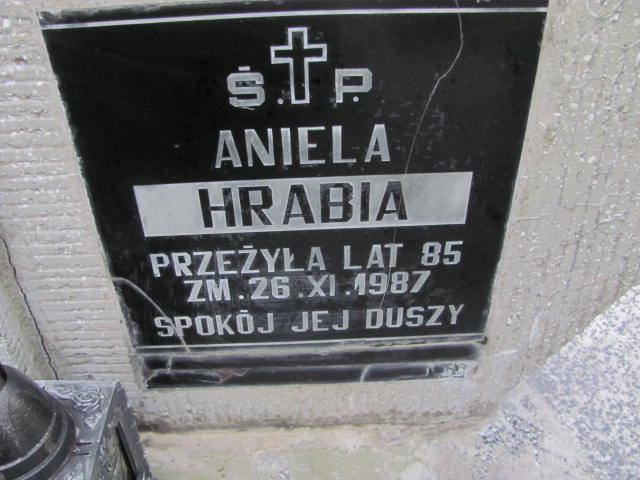 Ś.P.
ANIELA
HRABIA
PRZEŻYŁA LAT 85
ZM. 26.XI.1987
SPOKÓJ JEJ DUSZY